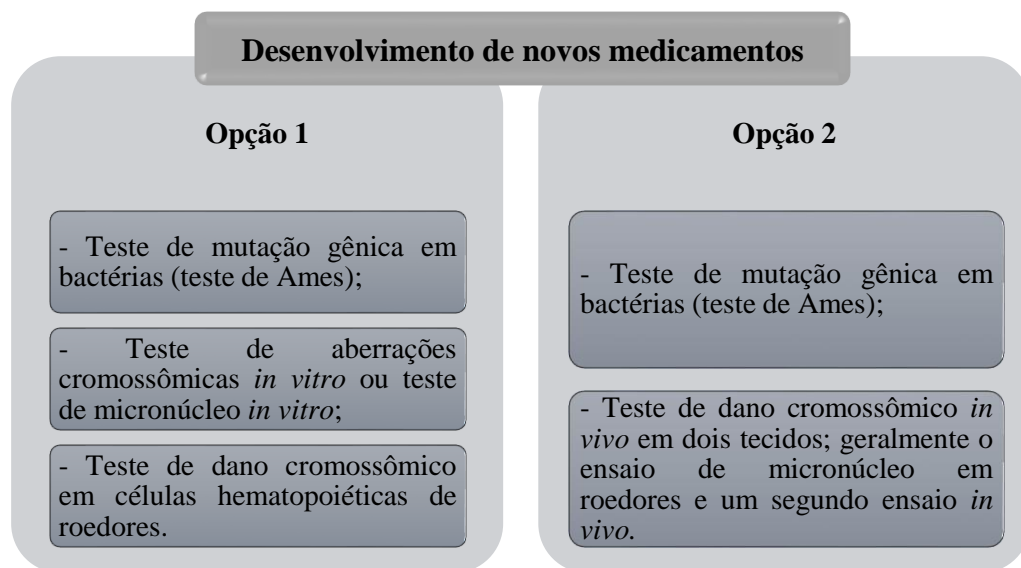 Desenvolvimento de novos medicamentos
Opção 1
- Teste de mutação gênica em
bactérias (teste de Ames);
- Teste de aberrações
cromossômicas in vitro ou teste
de micronúcleo in vitro;
- Teste de dano cromossômico
em células hematopoiéticas de
roedores.
Opção 2
- Teste de mutação gênica em
bactérias (teste de Ames);
- Teste de dano cromossômico in
vivo em dois tecidos; geralmente o
ensaio de micronúcleo em
roedores e um segundo ensaio in
vivo.